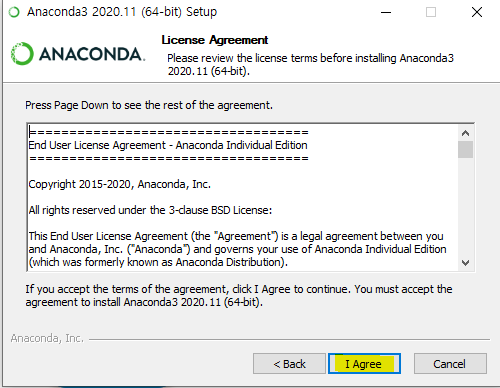 Anaconda3 2020.11 (64-bit) Setup
ANACONDA.
License Agreement
Please review the license terms before installing Anaconda3
2020.11 (64-bit).
Press Page Down to see the rest of the agreement.
===================================
End User License Agreement - Anaconda Individual Edition
===================================
Copyright 2015-2020, Anaconda, Inc.
All rights reserved under the 3-clause BSD License:
This End User License Agreement (the "Agreement") is a legal agreement between you
and Anaconda, Inc. ("Anaconda") and governs your use of Anaconda Individual Edition
(which was formerly known as Anaconda Distribution).
If you accept the terms of the agreement, click I Agree to continue. You must accept the
agreement to install Anaconda3 2020.11 (64-bit).
Anaconda, Inc.
< Back
I Agree
Cancel